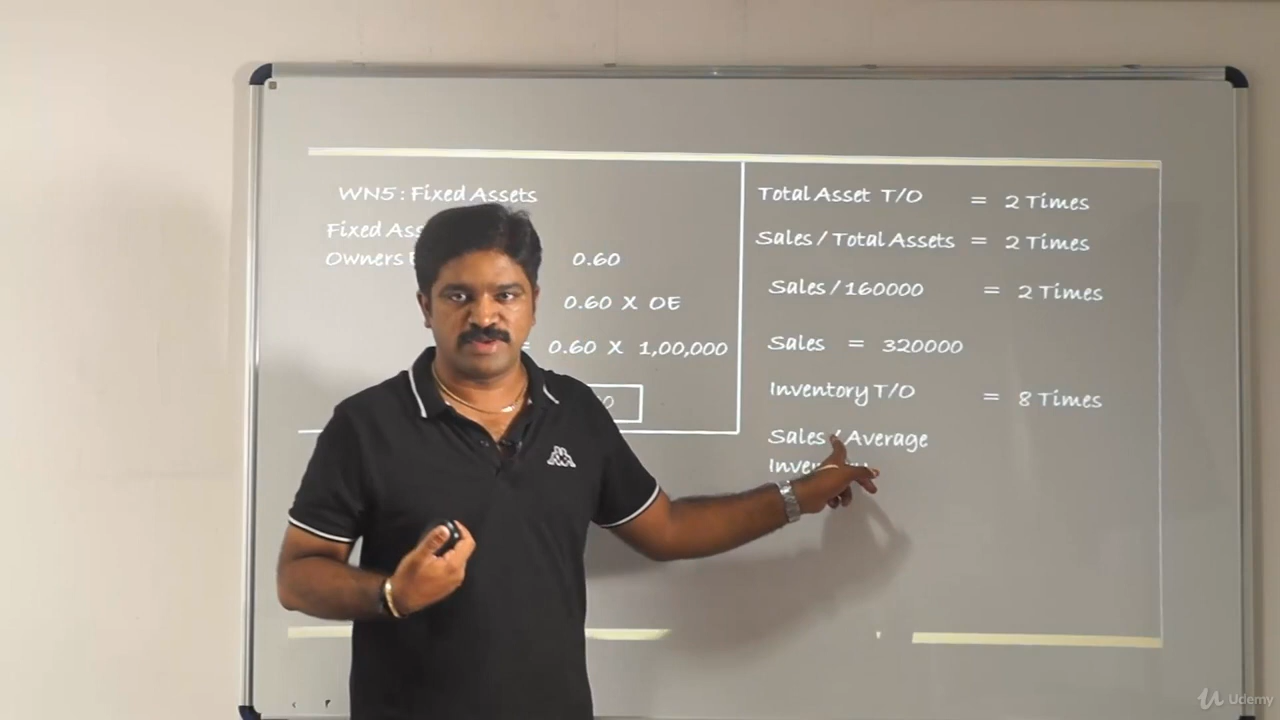 WN5 : Fixed Assets
Fixed
Owners
0.60
0.60 X OE
= 0.60 X 1,00,000
Total Asset T/O = 2 Times
Sales / Total Assets = 2 Times
Sales / 160000 = 2 Times
Sales = 320000
Inventory T/O = 8 Times
Sales / Average
Udemy